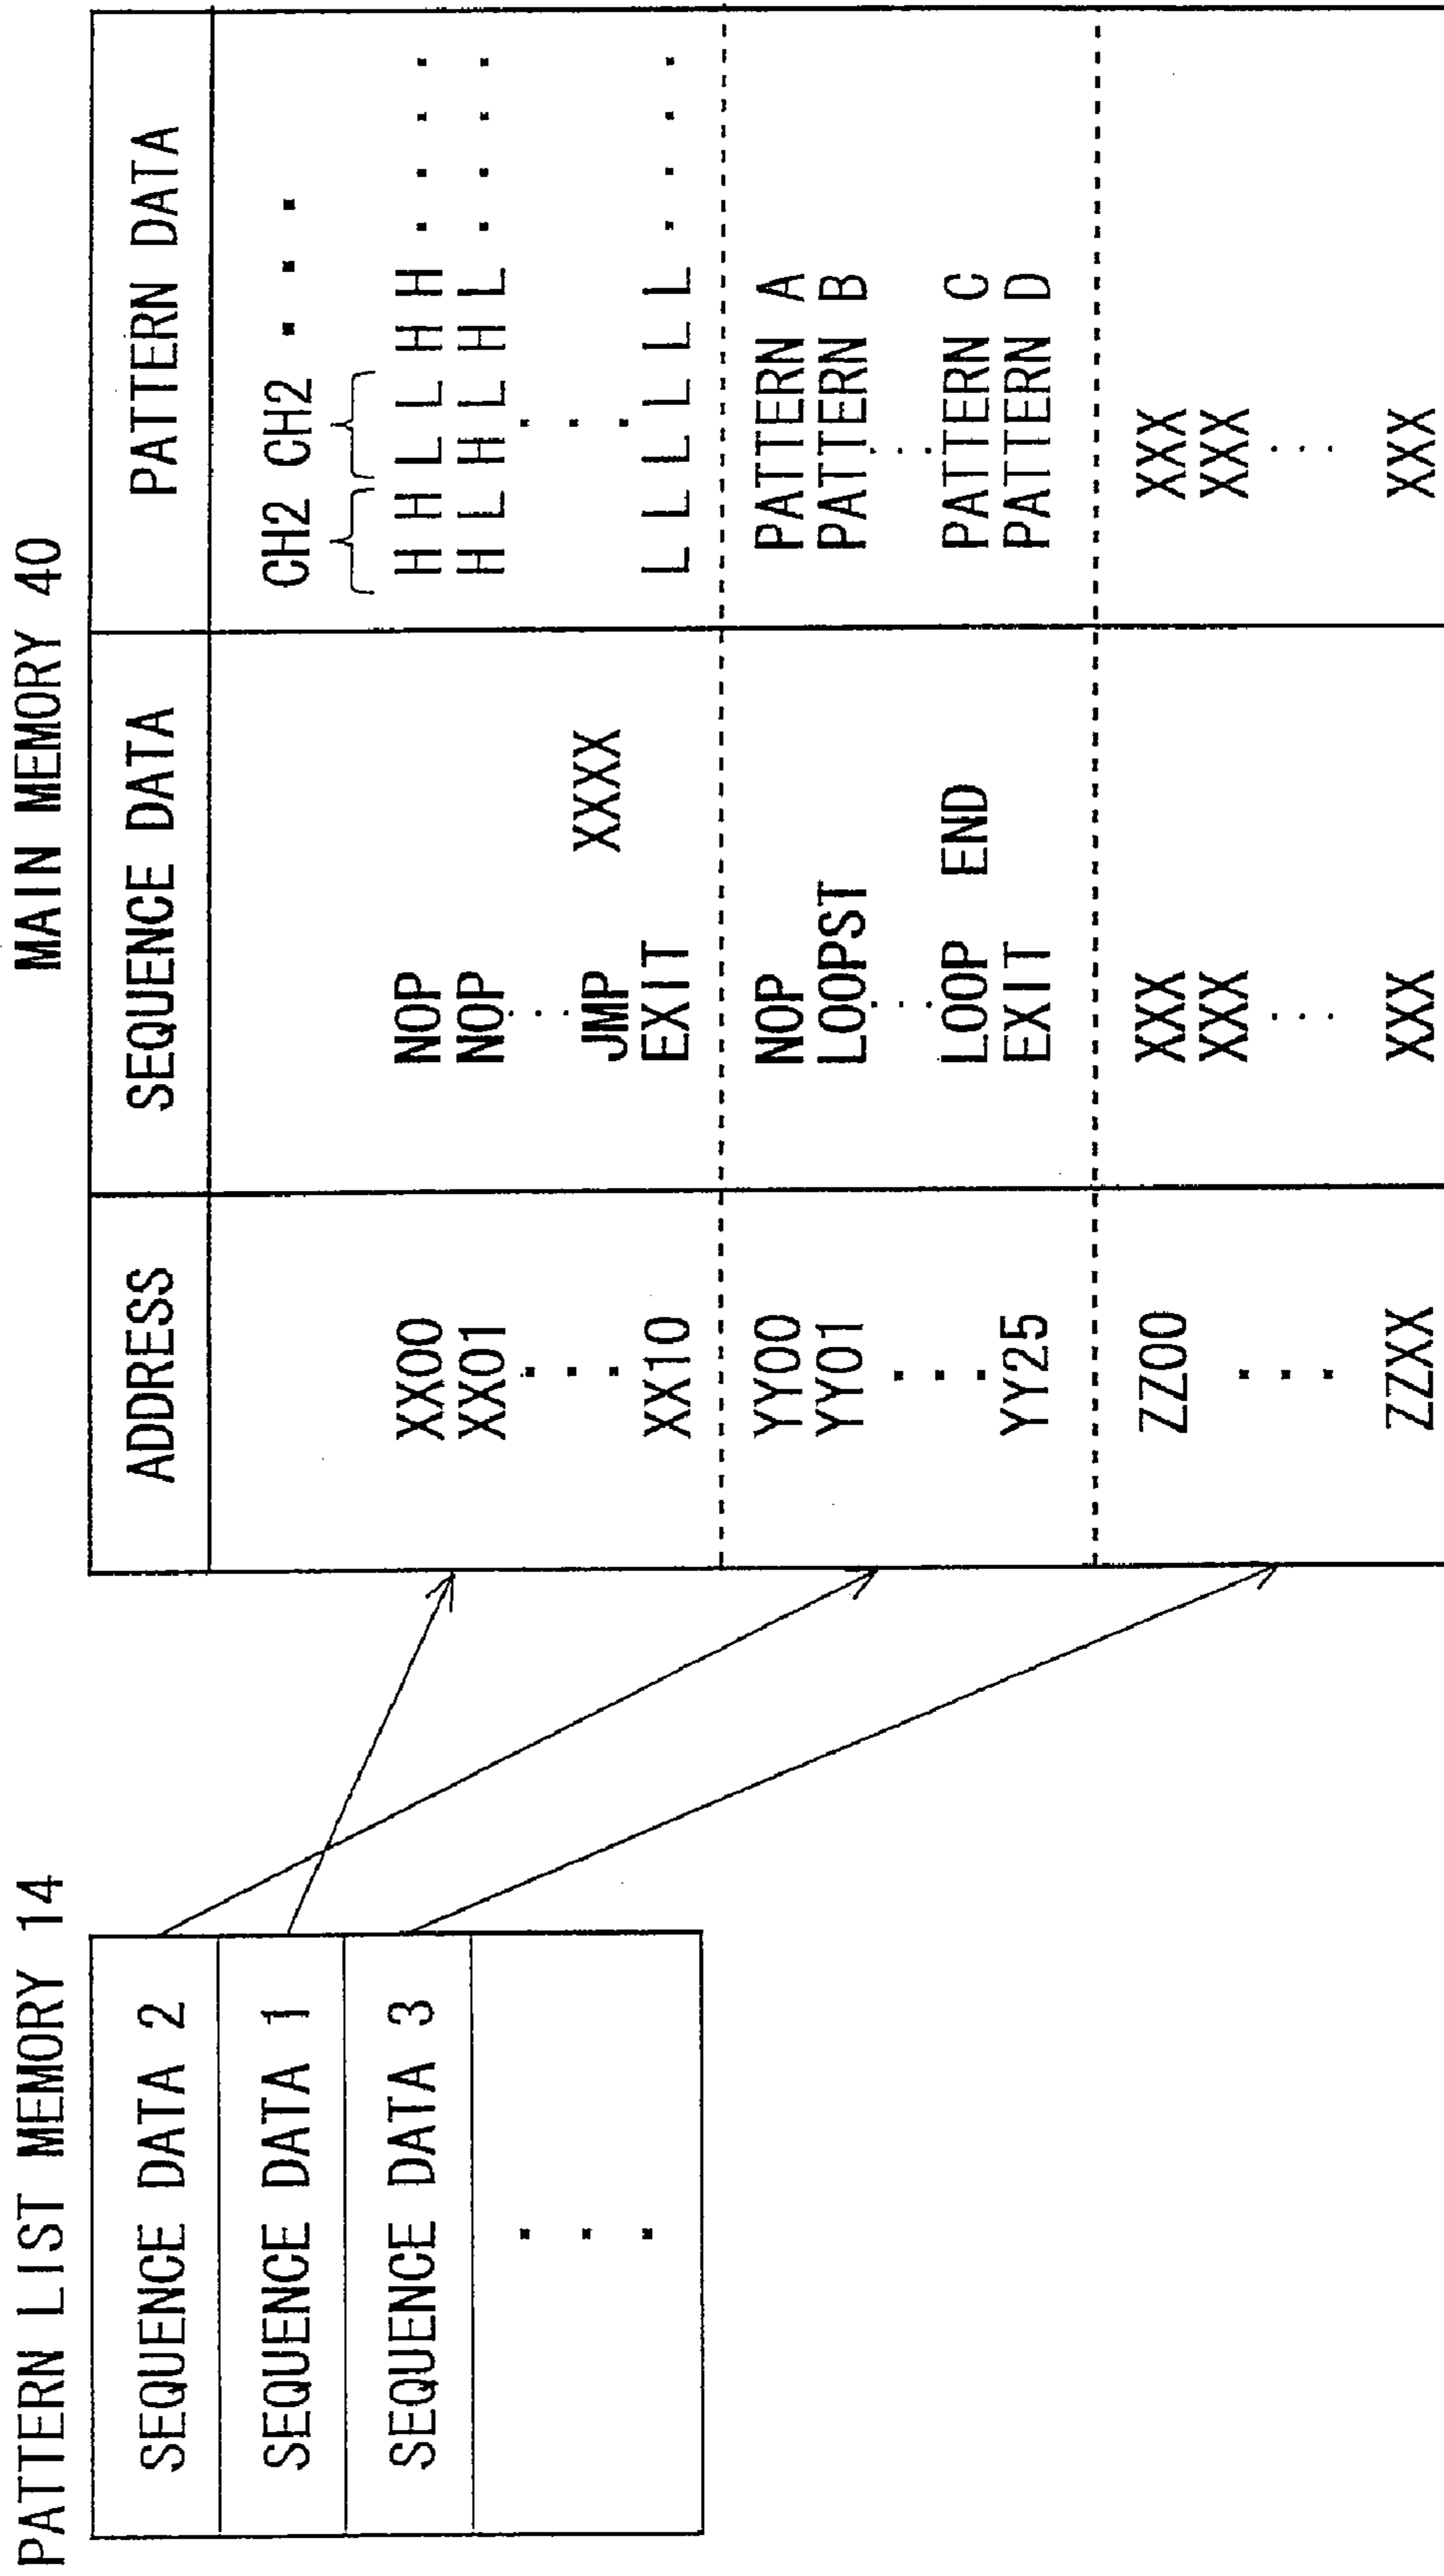 PATTERN LIST MEMORY 14
SEQUENCE DATA 2
SEQUENCE DATA 1
SEQUENCE DATA 3
. . .
MAIN MEMORY 40
ADDRESS SEQUENCE DATA PATTERN DATA
CH2 CH2 . . .
XX00 NOP H H L L H H . . . .
XX01 NOP H L H L H L . . . .
. . .
JMP XXXX
XX10 EXIT L L L L L L . . . .
YY00 NOP PATTERN A
YY01 LOOPST PATTERN B
. . .
LOOP END PATTERN C
YY25 EXIT PATTERN D
ZZ00 XXX XXX
XXX XXX
. . .
ZZXX XXX XXX